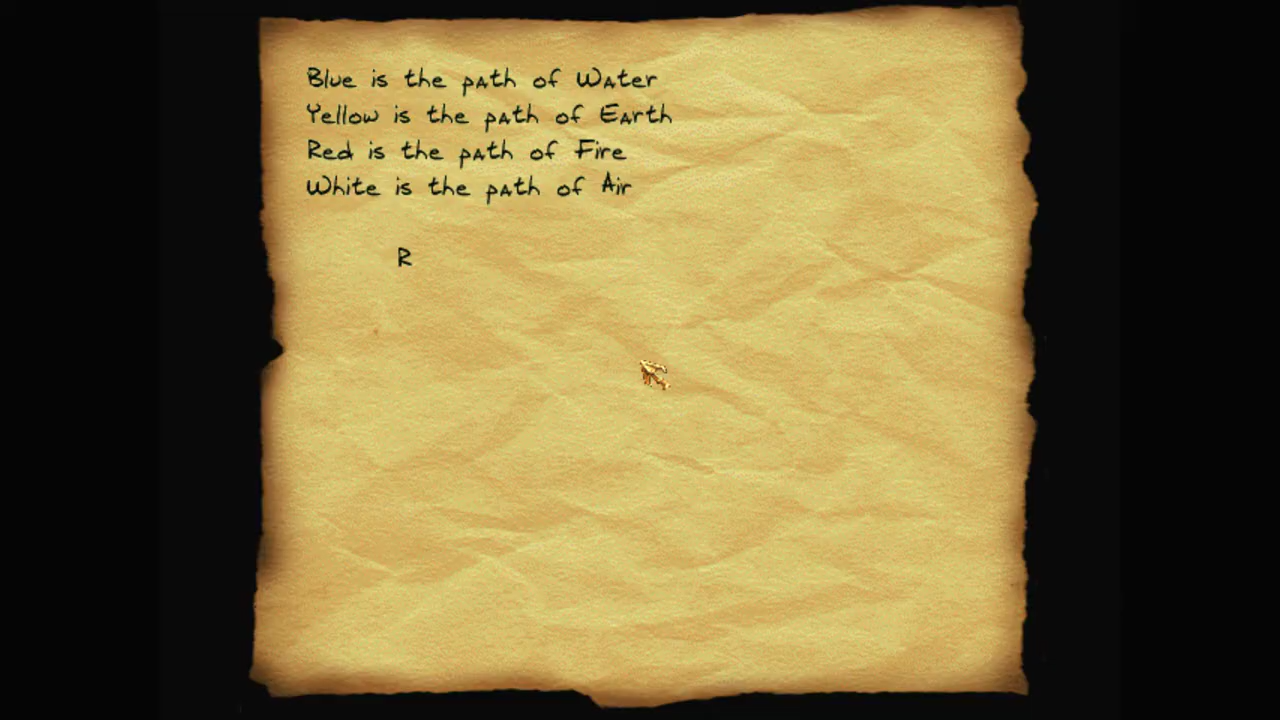 Blue is the path of Water
Yellow is the path of Earth
Red is the path of Fire
White is the path of Air
R